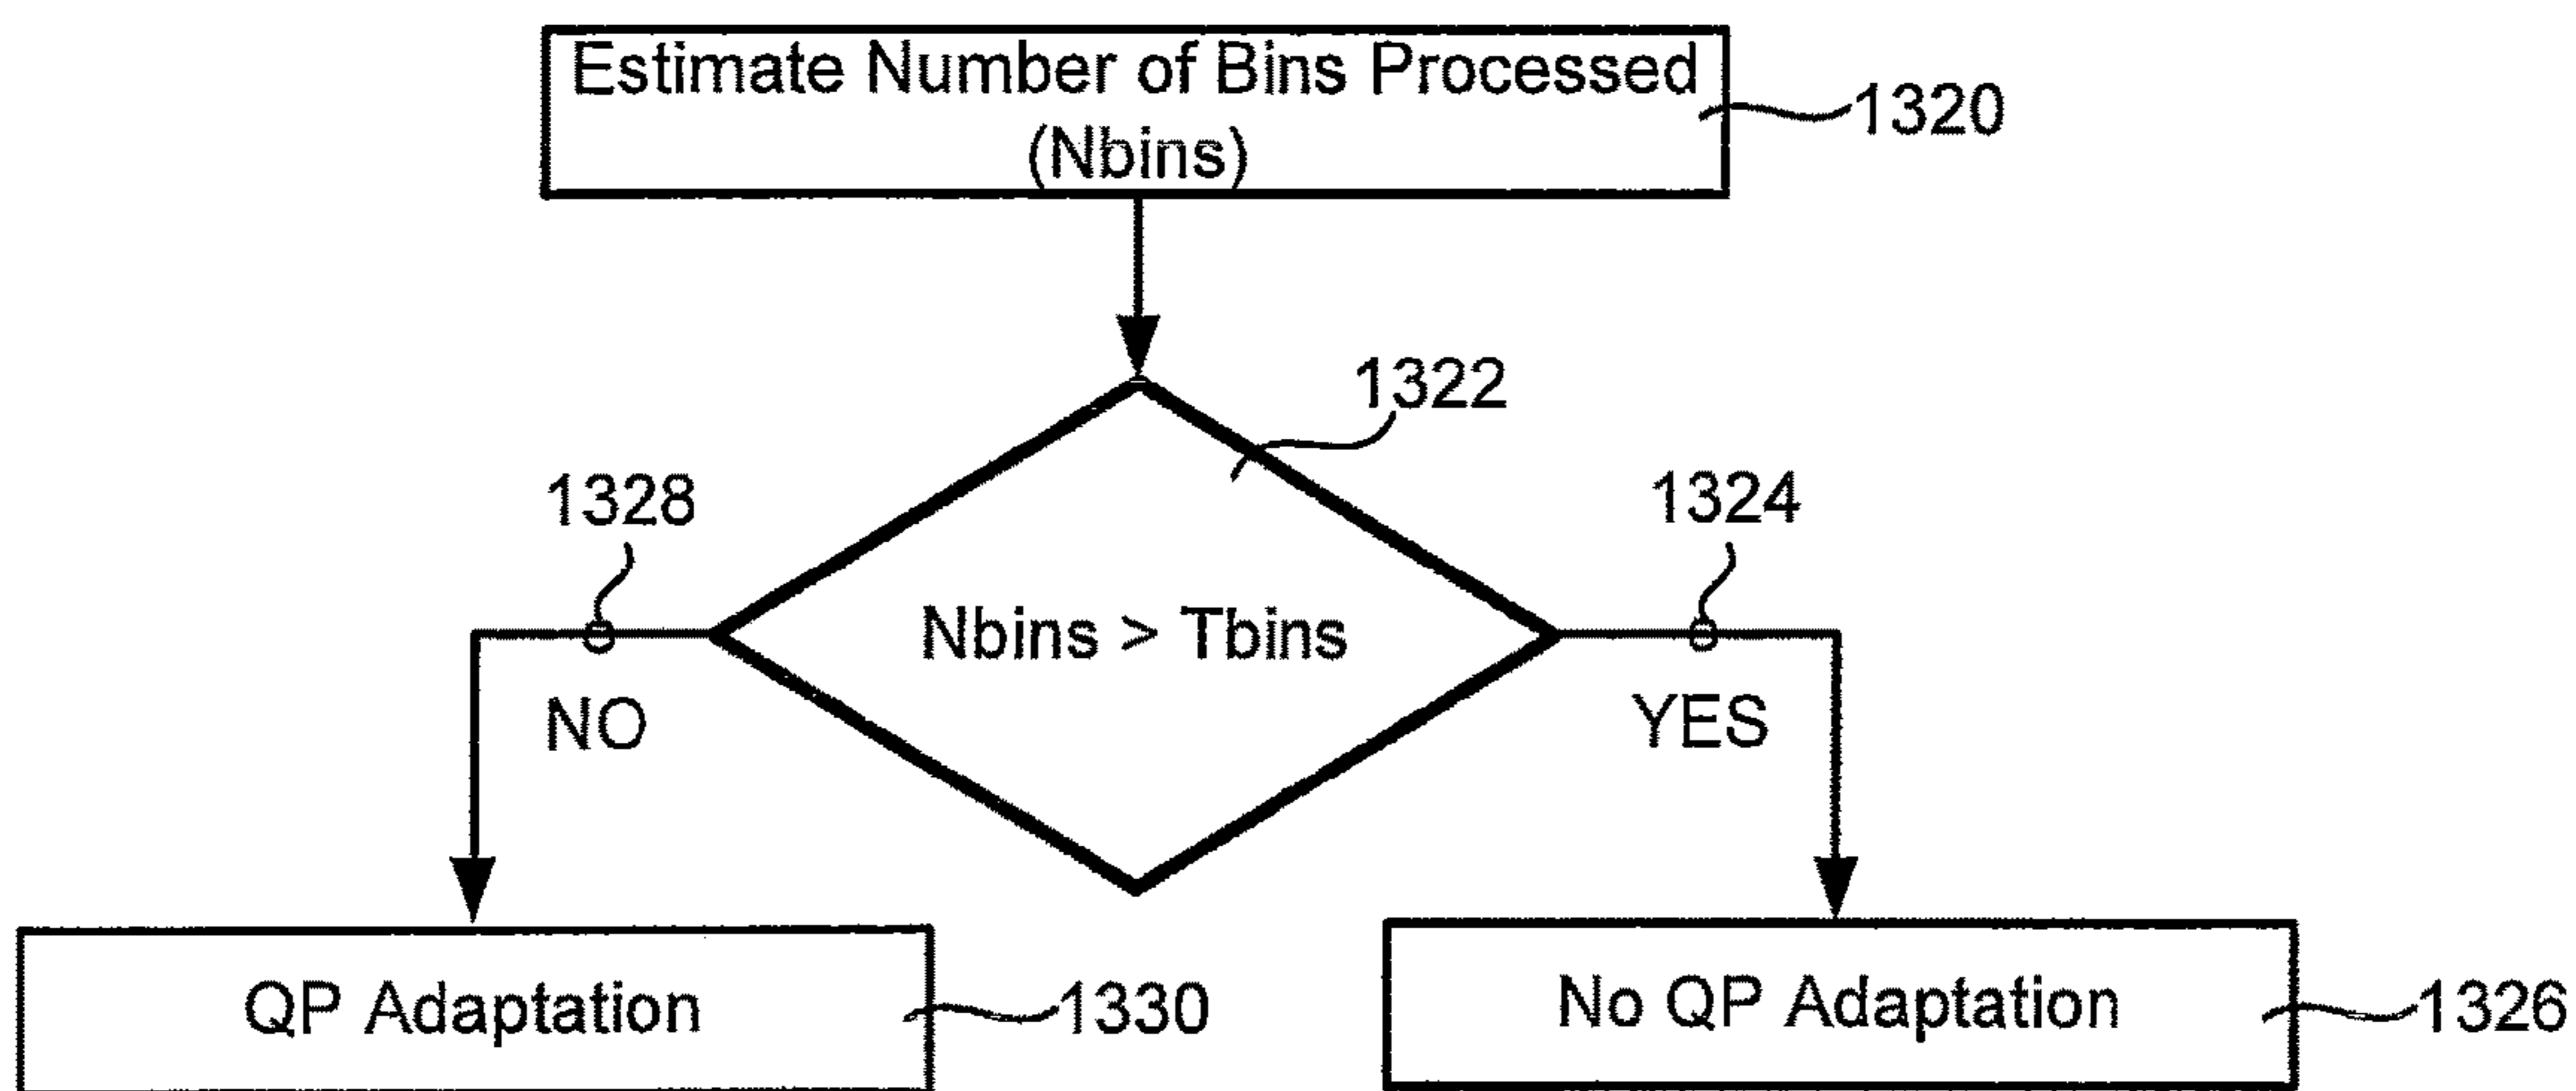 Estimate Number of Bins Processed
(Nbins)
1320
1322
1328
1324
Nbins > Tbins
NO
YES
QP Adaptation
1330
No QP Adaptation
1326